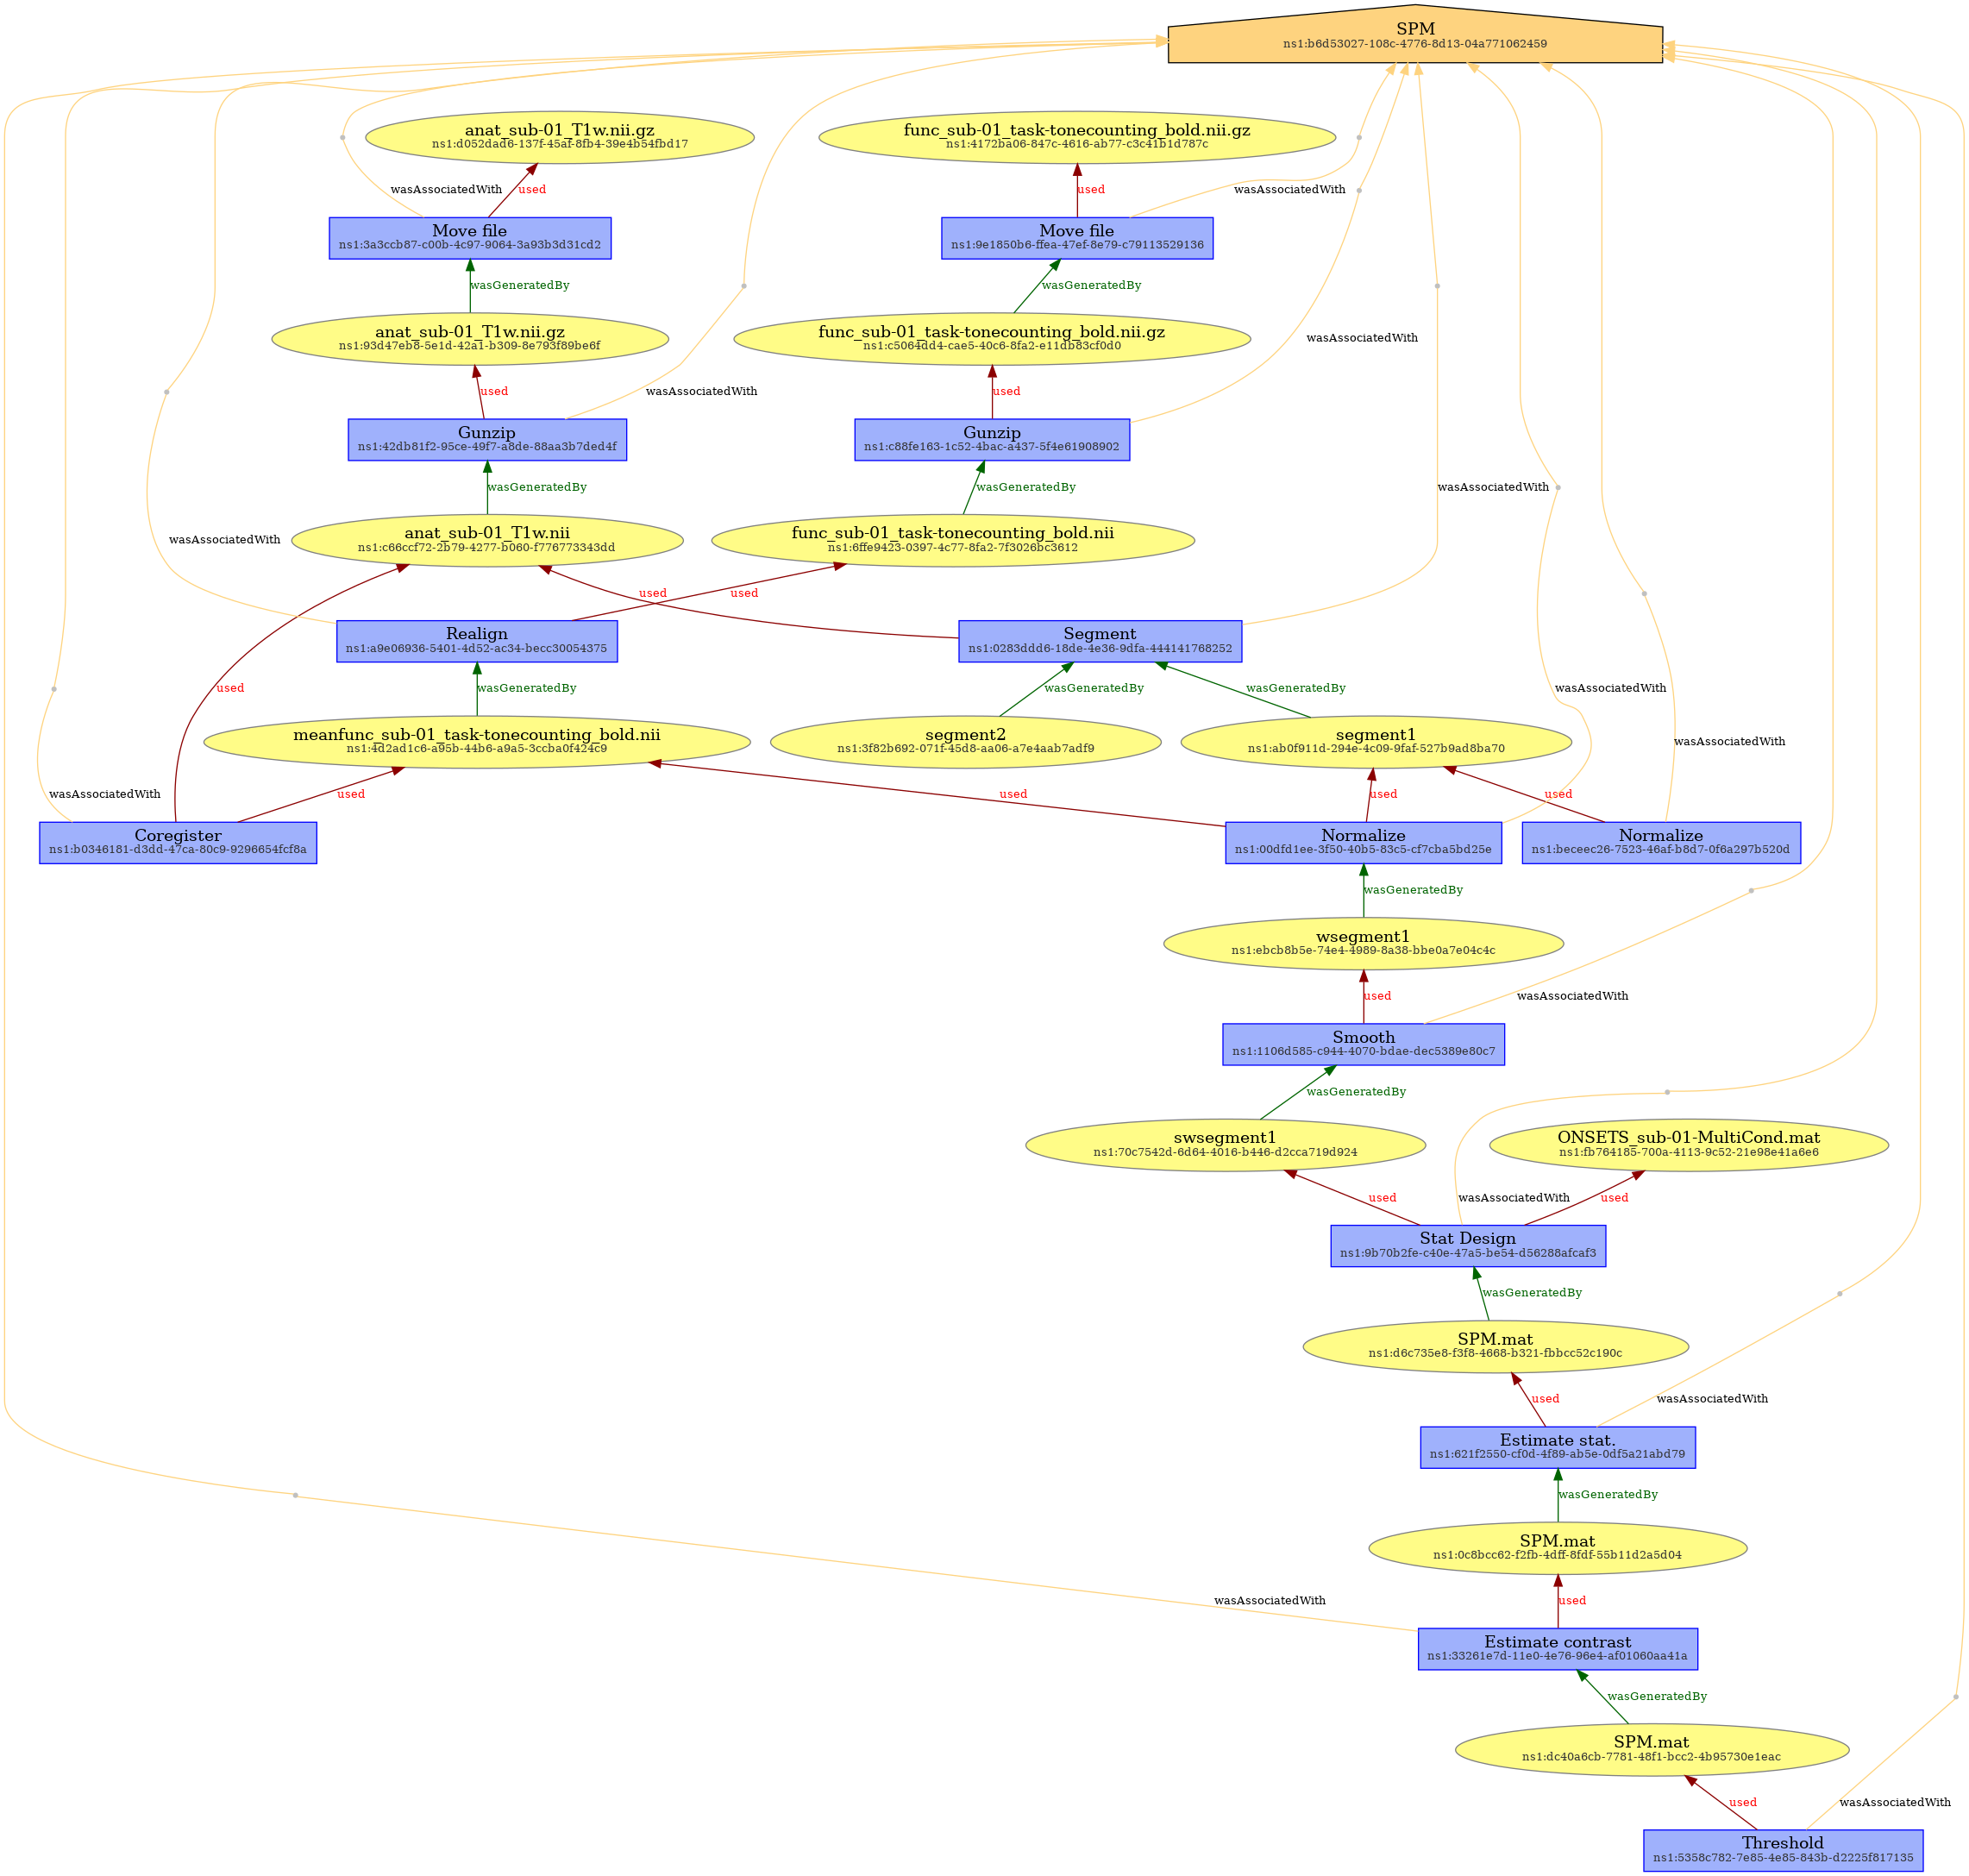 SPM
ns1:b6d53027-108c-4776-8d13-04a771062459
anat_sub-01_T1w.nii.gz
ns1:d052dad6-137f-45af-8fb4-39e4b54fbd17
func_sub-01_task-tonecounting_bold.nii.gz
ns1:4172ba06-847c-4616-ab77-c3c41b1d787c
wasAssociatedWith
used
used
wasAssociatedWith
Move file
ns1:3a3ccb87-c00b-4c97-9064-3a93b3d31cd2
Move file
ns1:9e1850b6-ffea-47ef-8e79-c79113529136
wasGeneratedBy
wasGeneratedBy
anat_sub-01_T1w.nii.gz
ns1:93d47eb8-5e1d-42a1-b309-8e793f89be6f
func_sub-01_task-tonecounting_bold.nii.gz
ns1:c5064dd4-cae5-40c6-8fa2-e11db83cf0d0
wasAssociatedWith
used
wasAssociatedWith
used
Gunzip
ns1:42db81f2-95ce-49f7-a8de-88aa3b7ded4f
Gunzip
ns1:c88fe163-1c52-4bac-a437-5f4e61908902
wasGeneratedBy
wasGeneratedBy
wasAssociatedWith
anat_sub-01_T1w.nii
ns1:c66ccf72-2b79-4277-b060-f776773343dd
func_sub-01_task-tonecounting_bold.nii
ns1:6ffe9423-0397-4c77-8fa2-7f3026bc3612
wasAssociatedWith
used
used
Realign
ns1:a9e06936-5401-4d52-ac34-becc30054375
Segment
ns1:0283ddd6-18de-4e36-9dfa-444141768252
used
wasGeneratedBy
wasGeneratedBy
wasGeneratedBy
wasAssociatedWith
meanfunc_sub-01_task-tonecounting_bold.nii
ns1:4d2ad1c6-a95b-44b6-a9a5-3ccba0f424c9
segment2
ns1:3f82b692-071f-45d8-aa06-a7e4aab7adf9
segment1
ns1:ab0f911d-294e-4c09-9faf-527b9ad8ba70
wasAssociatedWith
wasAssociatedWith
used
used
used
used
Coregister
ns1:b0346181-d3dd-47ca-80c9-9296654fcf8a
Normalize
ns1:00dfd1ee-3f50-40b5-83c5-cf7cba5bd25e
Normalize
ns1:beceec26-7523-46af-b8d7-0f6a297b520d
wasGeneratedBy
wsegment1
ns1:ebcb8b5e-74e4-4989-8a38-bbe0a7e04c4c
used
wasAssociatedWith
Smooth
ns1:1106d585-c944-4070-bdae-dec5389e80c7
wasGeneratedBy
swsegment1
ns1:70c7542d-6d64-4016-b446-d2cca719d924
ONSETS_sub-01-MultiCond.mat
ns1:fb764185-700a-4113-9c52-21e98e41a6e6
used
wasAssociatedWith
used
Stat Design
ns1:9b70b2fe-c40e-47a5-be54-d56288afcaf3
wasGeneratedBy
SPM.mat
ns1:d6c735e8-f3f8-4668-b321-fbbcc52c190c
used
wasAssociatedWith
Estimate stat.
ns1:621f2550-cf0d-4f89-ab5e-0df5a21abd79
wasGeneratedBy
SPM.mat
ns1:0c8bcc62-f2fb-4dff-8fdf-55b11d2a5d04
wasAssociatedWith
used
Estimate contrast
ns1:33261e7d-11e0-4e76-96e4-af01060aa41a
wasGeneratedBy
SPM.mat
ns1:dc40a6cb-7781-48f1-bcc2-4b95730e1eac
used
wasAssociatedWith
Threshold
ns1:5358c782-7e85-4e85-843b-d2225f817135